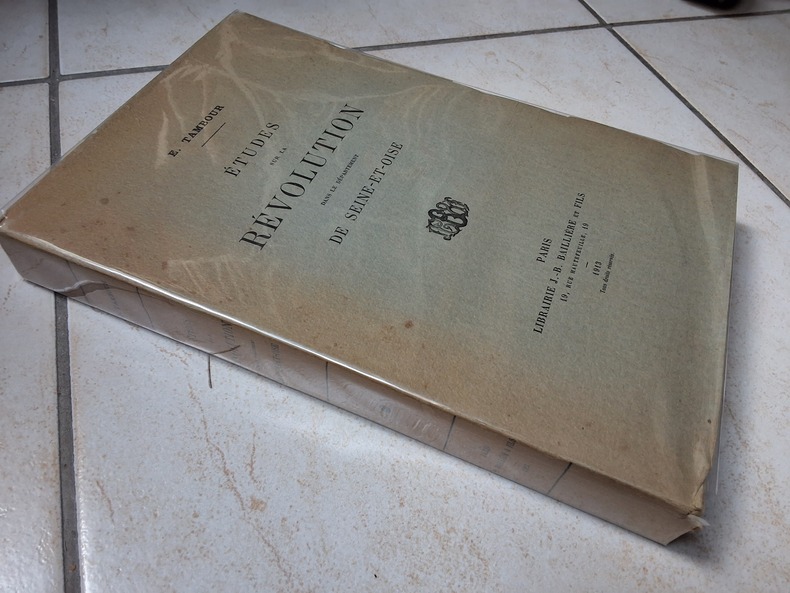 E. TAMBOUR
ÉTUDES
SUR LA
RÉVOLUTION
DANS LE DÉPARTEMENT
DE SEINE-ET-OISE
PARIS
LIBRAIRIE J.-B. BAILLIÈRE ET FILS
19, RUE HAUTEFEUILLE, 19
1913
Tous droits réservés.